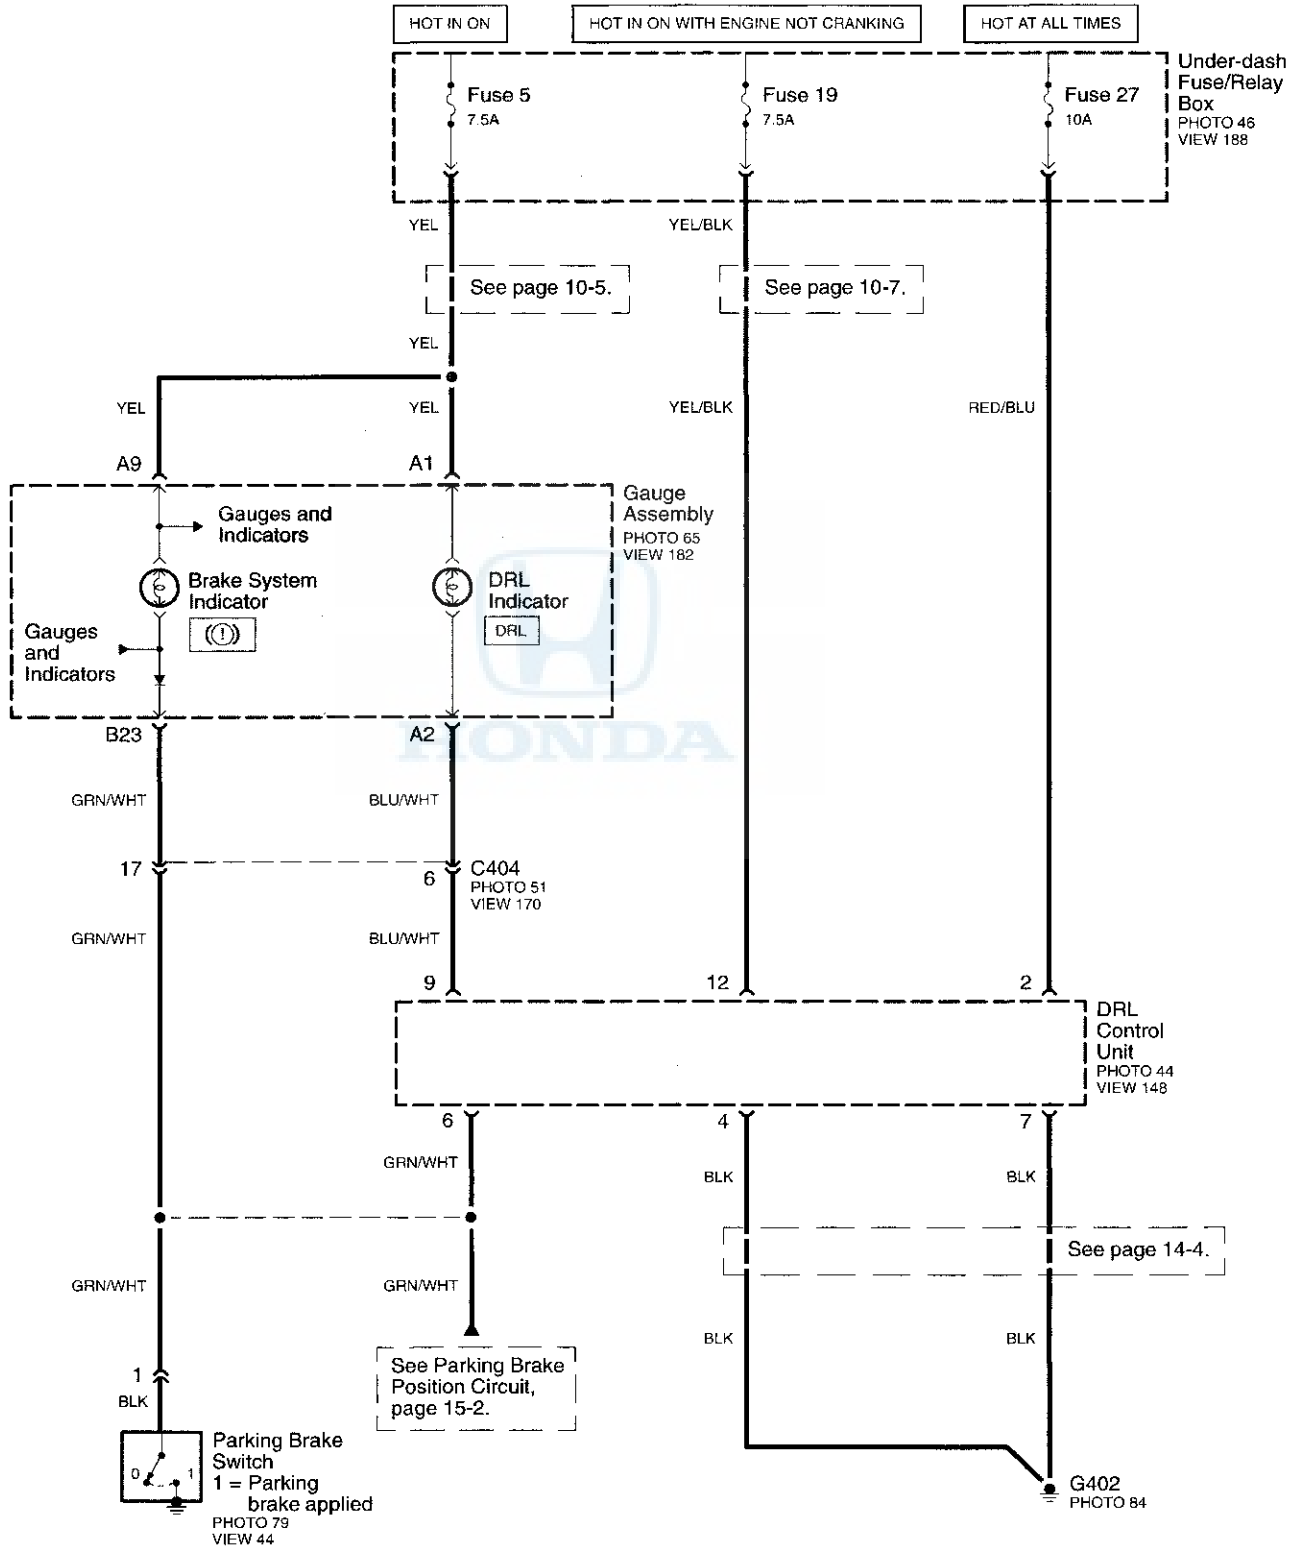 HOT IN ON
HOT IN ON WITH ENGINE NOT CRANKING
HOT AT ALL TIMES
Under-dash
Fuse/Relay
Box
PHOTO 46
VIEW 188
Fuse 5
7.5A
Fuse 19
7.5A
Fuse 27
10A
YEL
YEL/BLK
See page 10-5.
See page 10-7.
YEL
YEL
YEL
YEL/BLK
RED/BLU
A9
A1
Gauge
Assembly
PHOTO 65
VIEW 182
Gauges and
Indicators
Brake System
Indicator
(!)
DRL
Indicator
DRL
Gauges
and
Indicators
HONDA
B23
A2
GRN/WHT
BLU/WHT
17
6
C404
PHOTO 51
VIEW 170
GRN/WHT
BLU/WHT
9
12
2
DRL
Control
Unit
PHOTO 44
VIEW 148
6
4
7
GRN/WHT
BLK
BLK
See page 14-4.
GRN/WHT
GRN/WHT
BLK
BLK
See Parking Brake
Position Circuit,
page 15-2.
1
BLK
0
1
Parking Brake
Switch
1 = Parking
brake applied
PHOTO 79
VIEW 44
G402
PHOTO 84